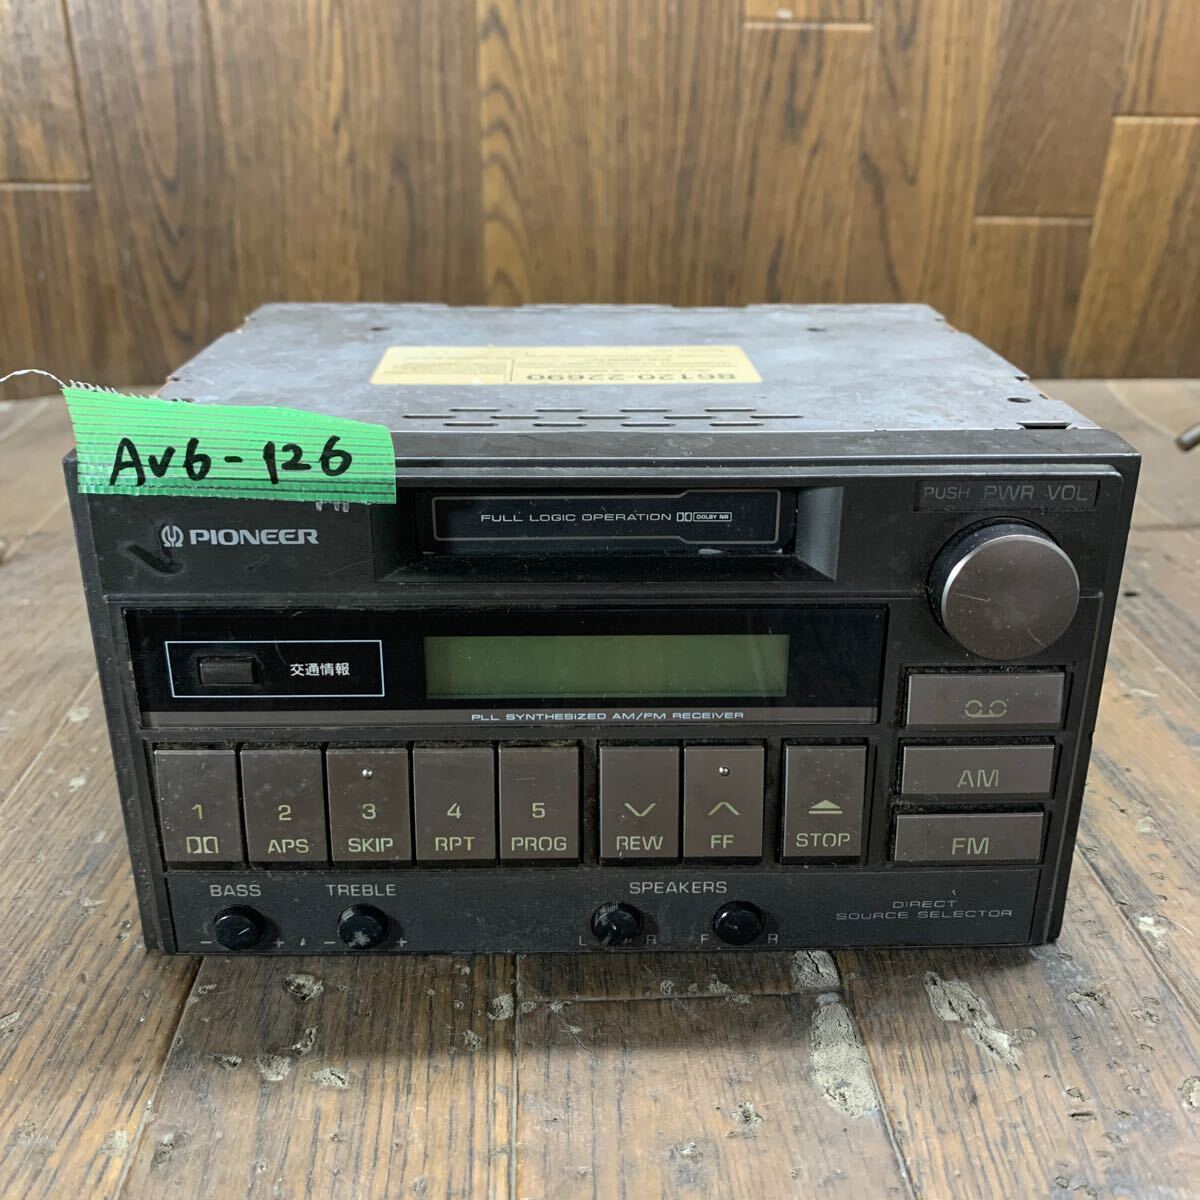 86120-22690
AV6-126
PIONEER
FULL LOGIC OPERATION DOLBY NR
PUSH PWR VOL
交通情報
PLL SYNTHESIZED AM/FM RECEIVER
AM
FM
1
2 APS
3 SKIP
4 RPT
5 PROG
REW
FF
STOP
BASS
TREBLE
SPEAKERS
- + - + L R F R
DIRECT
SOURCE SELECTOR